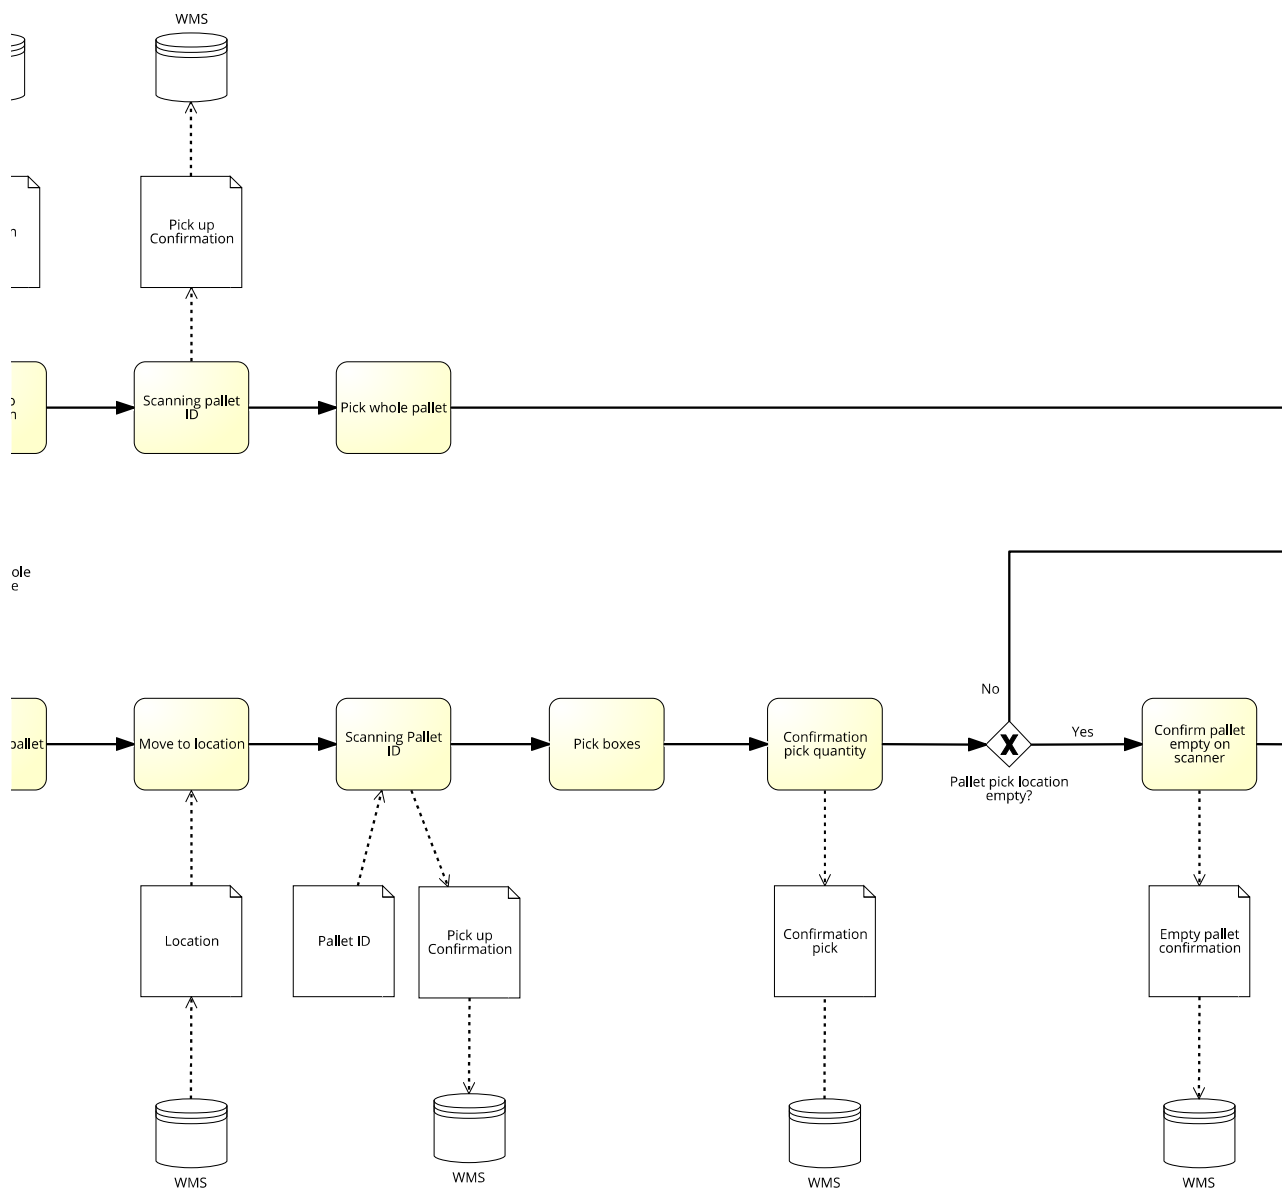 WMS
Pick up
Confirmation
n
Scanning pallet
ID
Pick whole pallet
n
ole
e
No
pallet
Move to location
Scanning Pallet
ID
Pick boxes
Confirmation
pick quantity
Yes
Confirm pallet
empty on
scanner
Pallet pick location
empty?
Location
Pallet ID
Pick up
Confirmation
Confirmation
pick
Empty pallet
confirmation
WMS
WMS
WMS
WMS